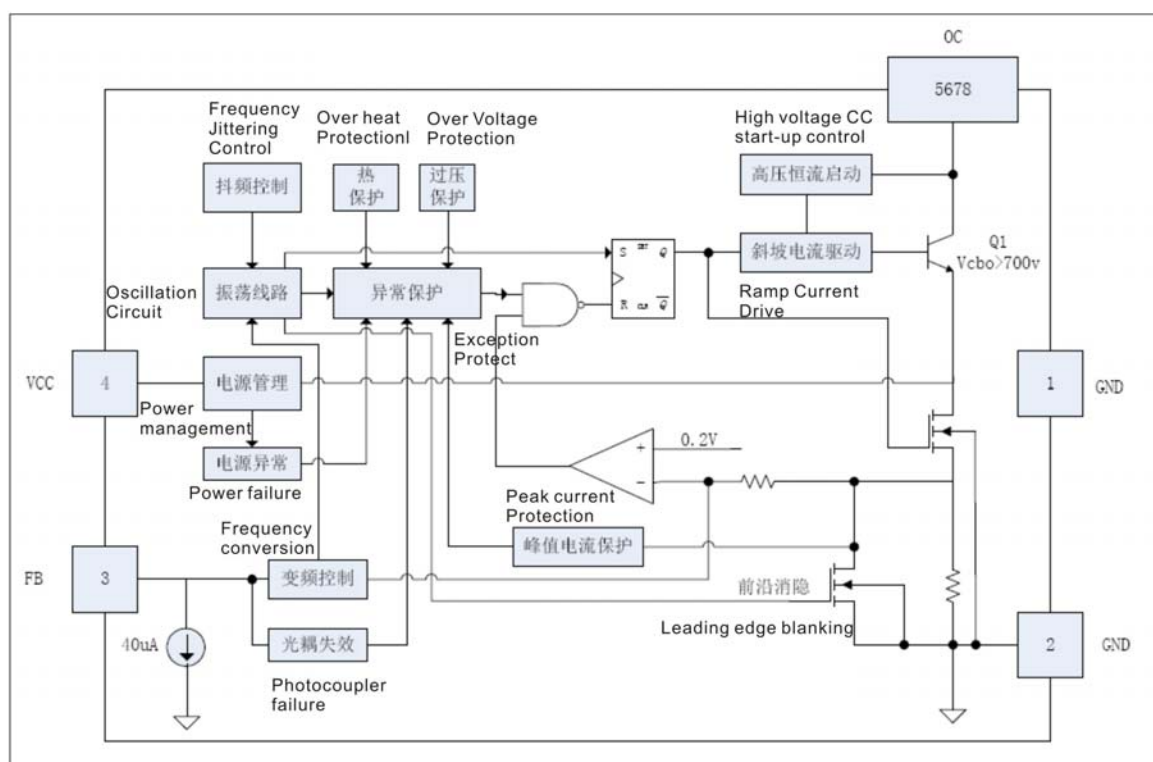 OC
5678
Frequency
Jittering
Control
Over heat
Protectionl
Over Voltage
Protection
High voltage CC
start-up control
抖频控制
热
保护
过压
保护
高压恒流启动
Q1
Vcbo>700v
S Q
R Q
斜坡电流驱动
Ramp Current
Drive
Oscillation
Circuit
振荡线路
异常保护
Exception
Protect
VCC
4
电源管理
Power
management
电源异常
Power failure
1
GND
0.2V
+
-
Peak current
Protection
峰值电流保护
Frequency
conversion
FB
3
变频控制
前沿消隐
Leading edge blanking
40uA
光耦失效
Photocoupler
failure
2
GND